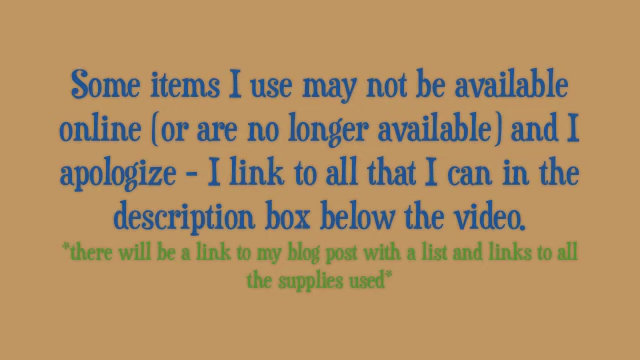 Some items I use may not be available
online (or are no longer available) and I
apologize - I link to all that I can in the
description box below the video.
*there will be a link to my blog post with a list and links to all
the supplies used*